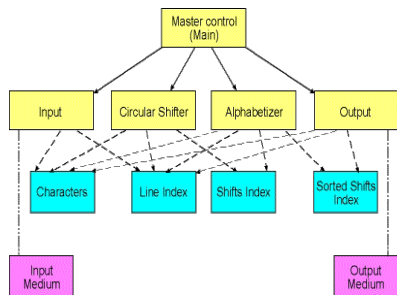 Master control
(Main)
Input
Circular Shifter
Alphabetizer
Output
Characters
Line Index
Shifts Index
Sorted Shifts
Index
Input
Medium
Output
Medium